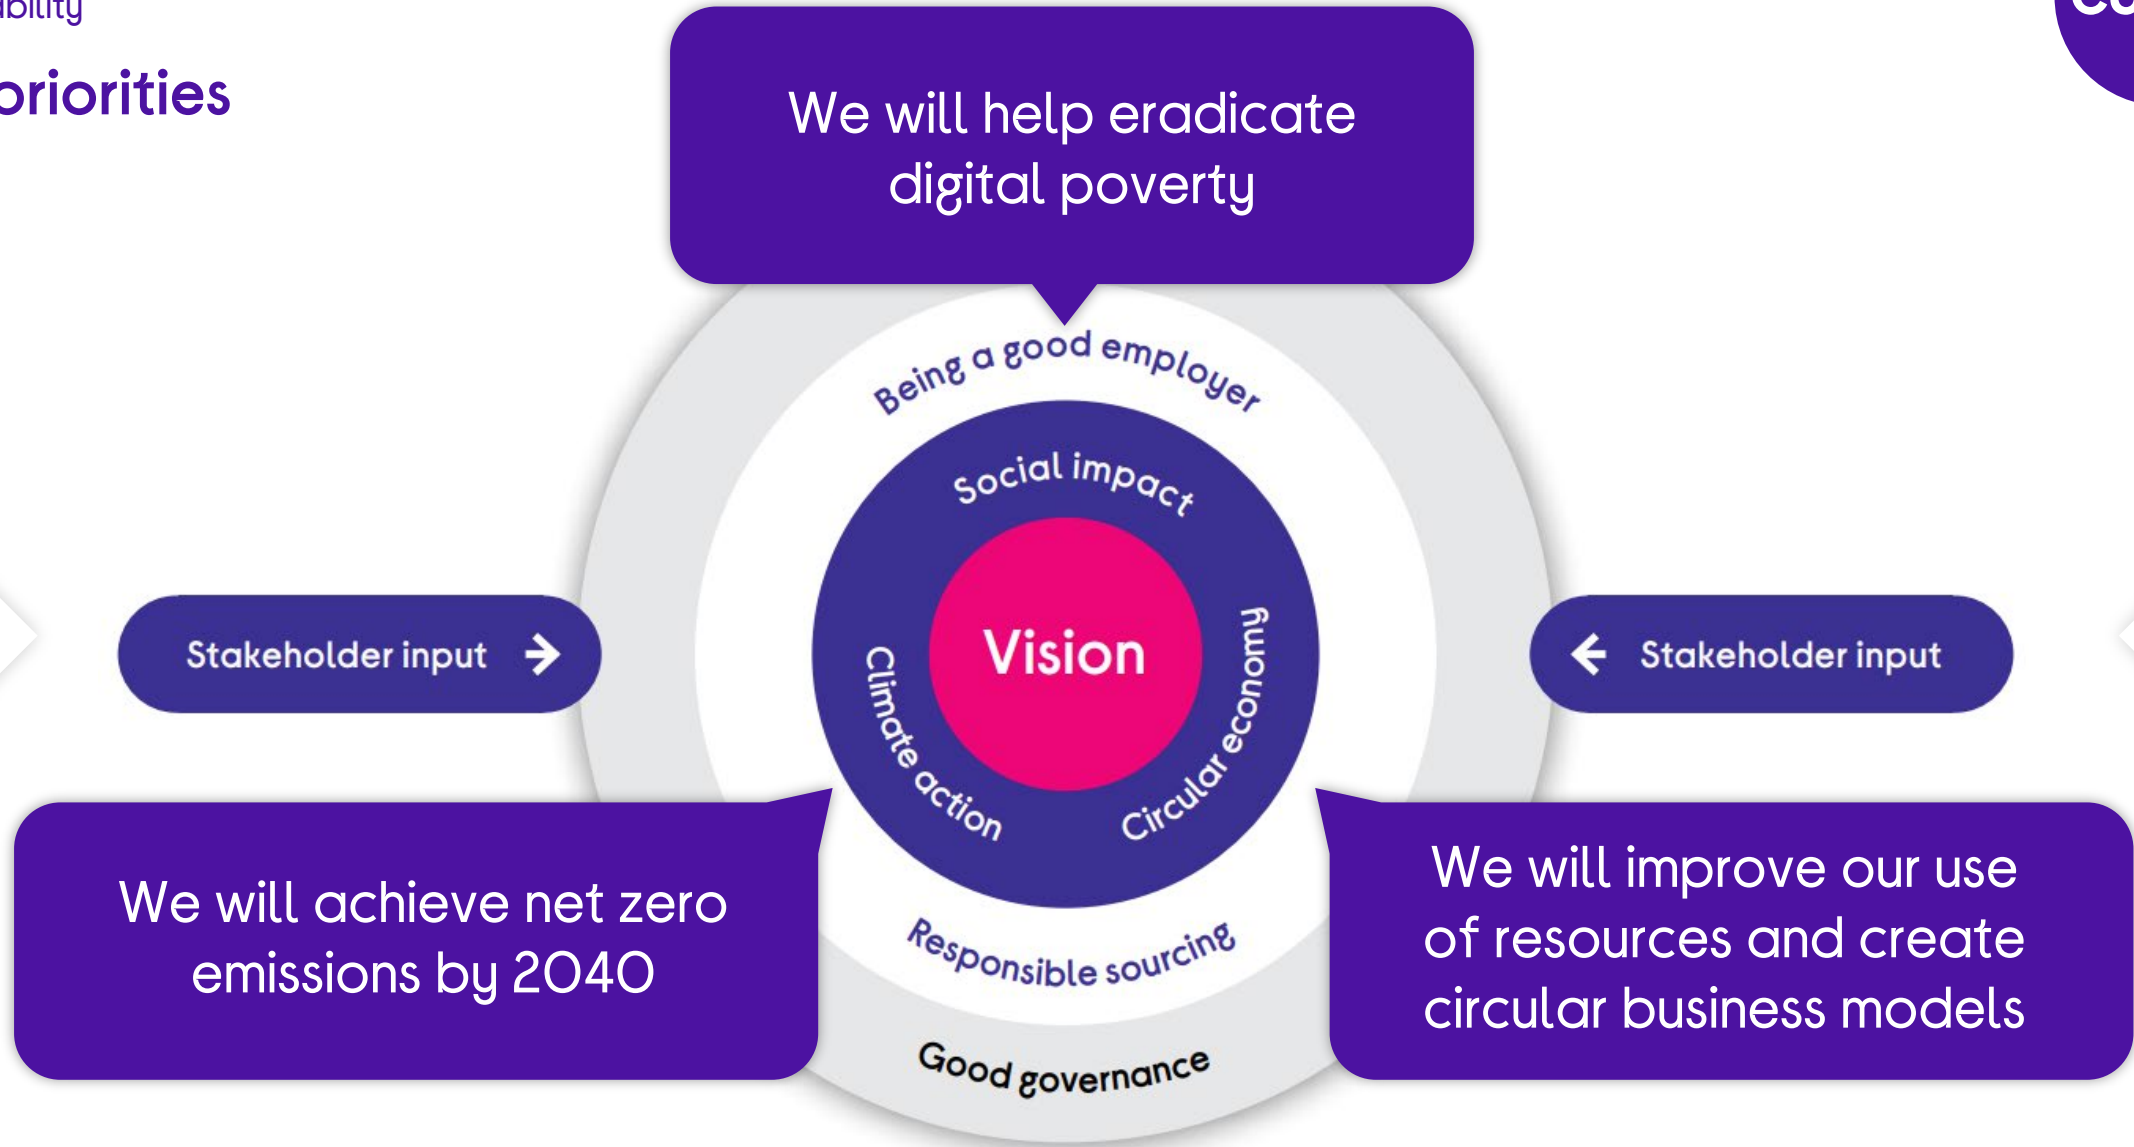 priorities
We will help eradicate
digital poverty
Being a good employer
Social impact
Vision
Climate action
Circular economy
Stakeholder input →
← Stakeholder input
We will achieve net zero
emissions by 2040
We will improve our use
of resources and create
circular business models
Responsible sourcing
Good governance